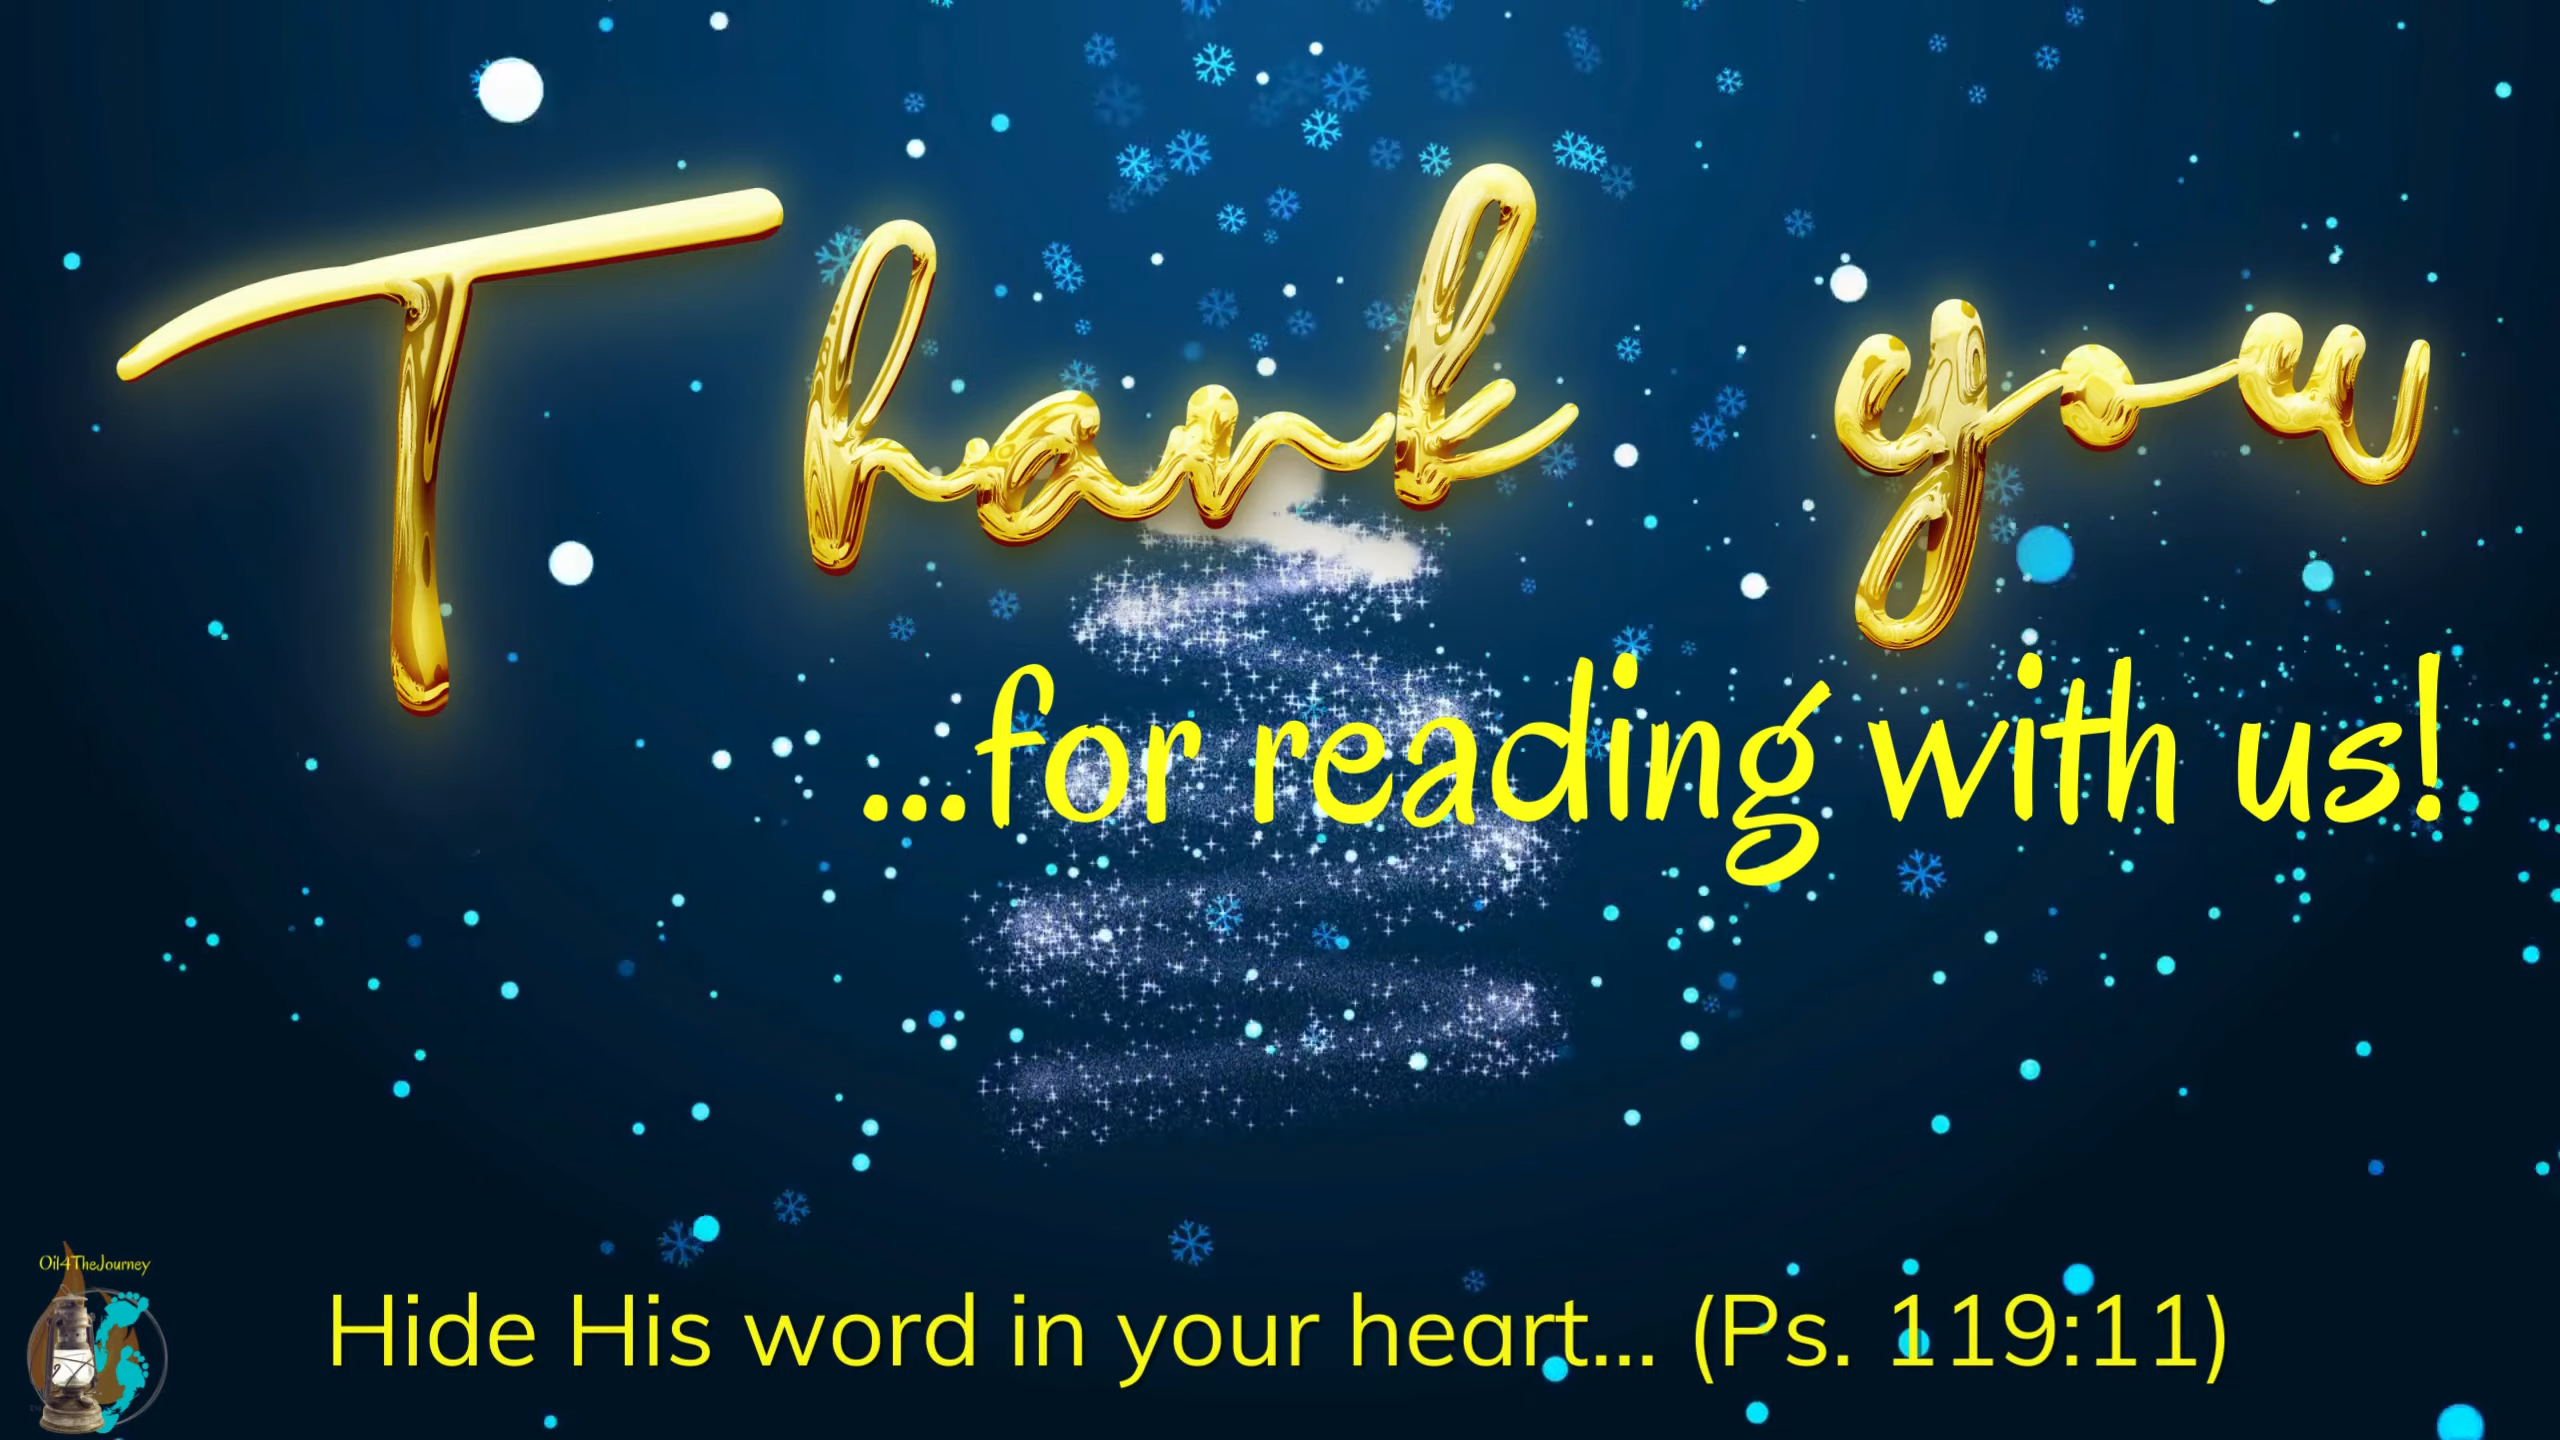 Thank you
...for reading with us!
Oil4TheJourney
Hide His word in your heart... (Ps. 119:11)